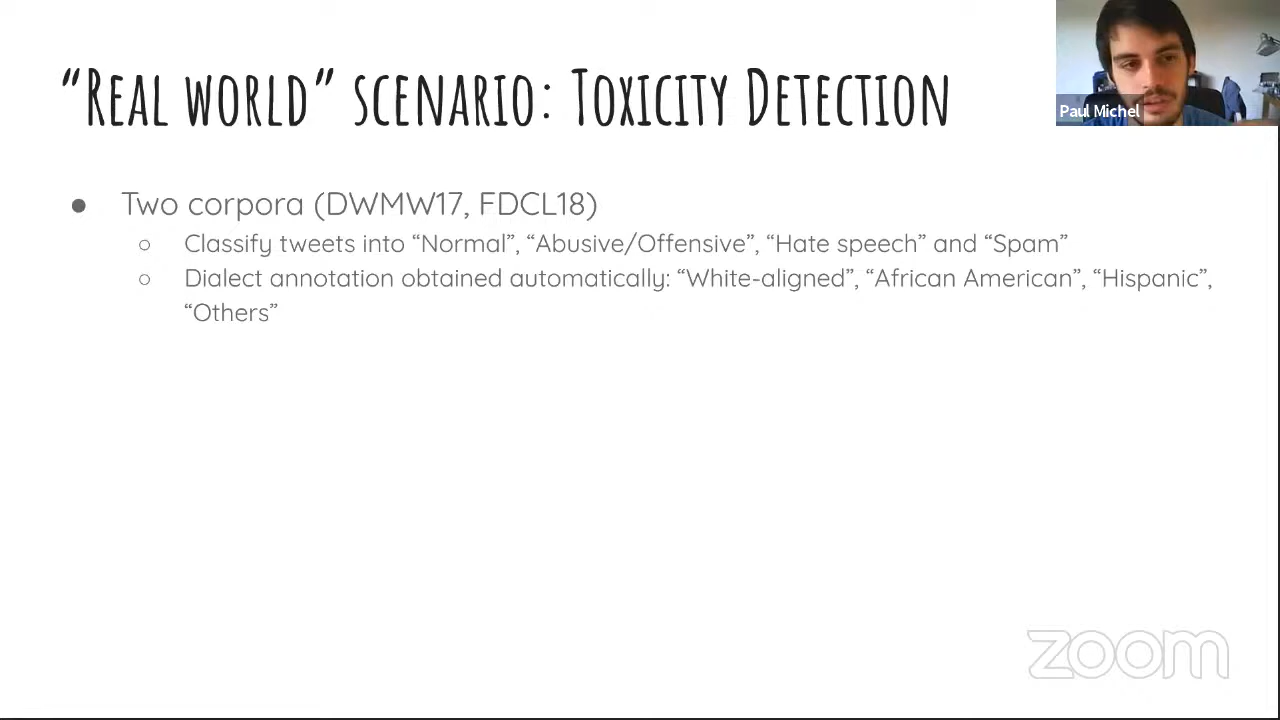 “Real world” scenario: Toxicity Detection
Paul Michel
● Two corpora (DWMW17, FDCL18)
○ Classify tweets into “Normal”, “Abusive/Offensive”, “Hate speech” and “Spam”
○ Dialect annotation obtained automatically: “White-aligned”, “African American”, “Hispanic”,
“Others”
zoom